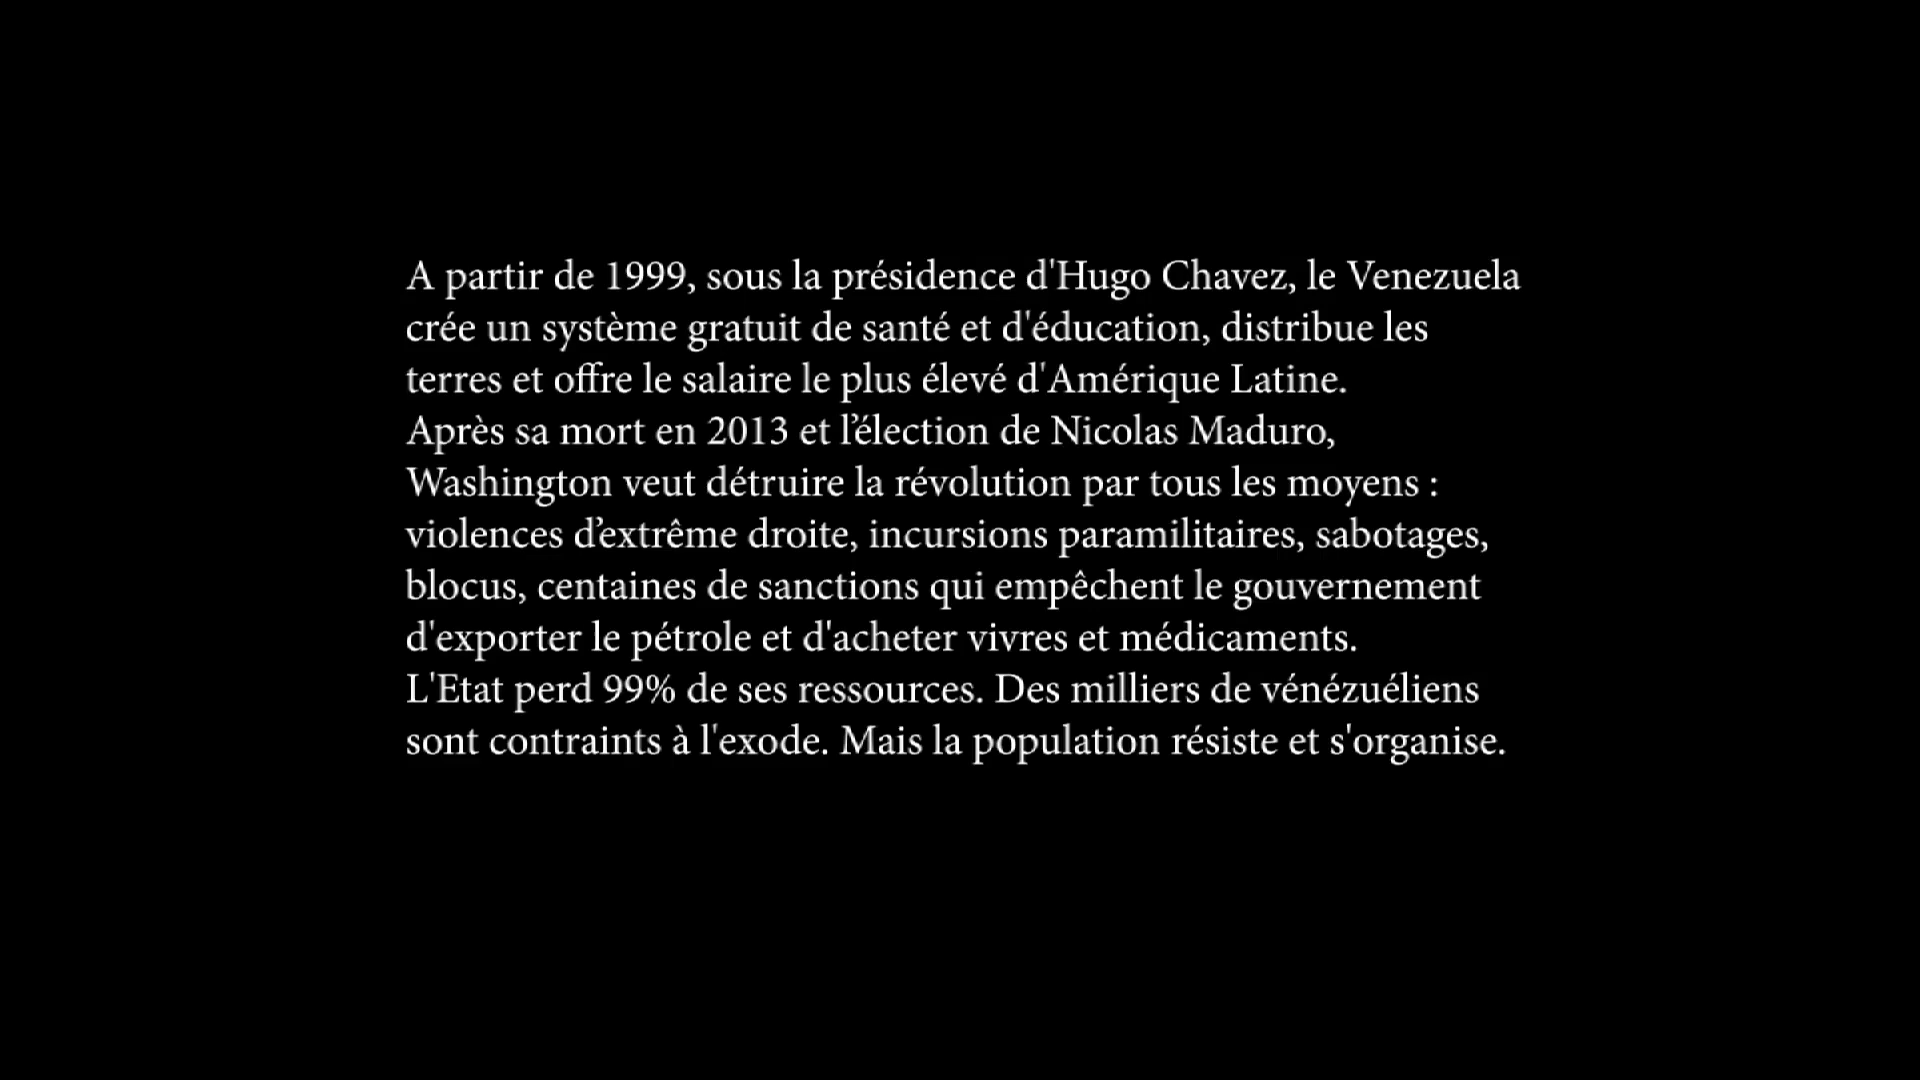 A partir de 1999, sous la présidence d'Hugo Chavez, le Venezuela
crée un système gratuit de santé et d'éducation, distribue les
terres et offre le salaire le plus élevé d'Amérique Latine.
Après sa mort en 2013 et l’élection de Nicolas Maduro,
Washington veut détruire la révolution par tous les moyens :
violences d’extrême droite, incursions paramilitaires, sabotages,
blocus, centaines de sanctions qui empêchent le gouvernement
d'exporter le pétrole et d'acheter vivres et médicaments.
L'Etat perd 99% de ses ressources. Des milliers de vénézuéliens
sont contraints à l'exode. Mais la population résiste et s'organise.